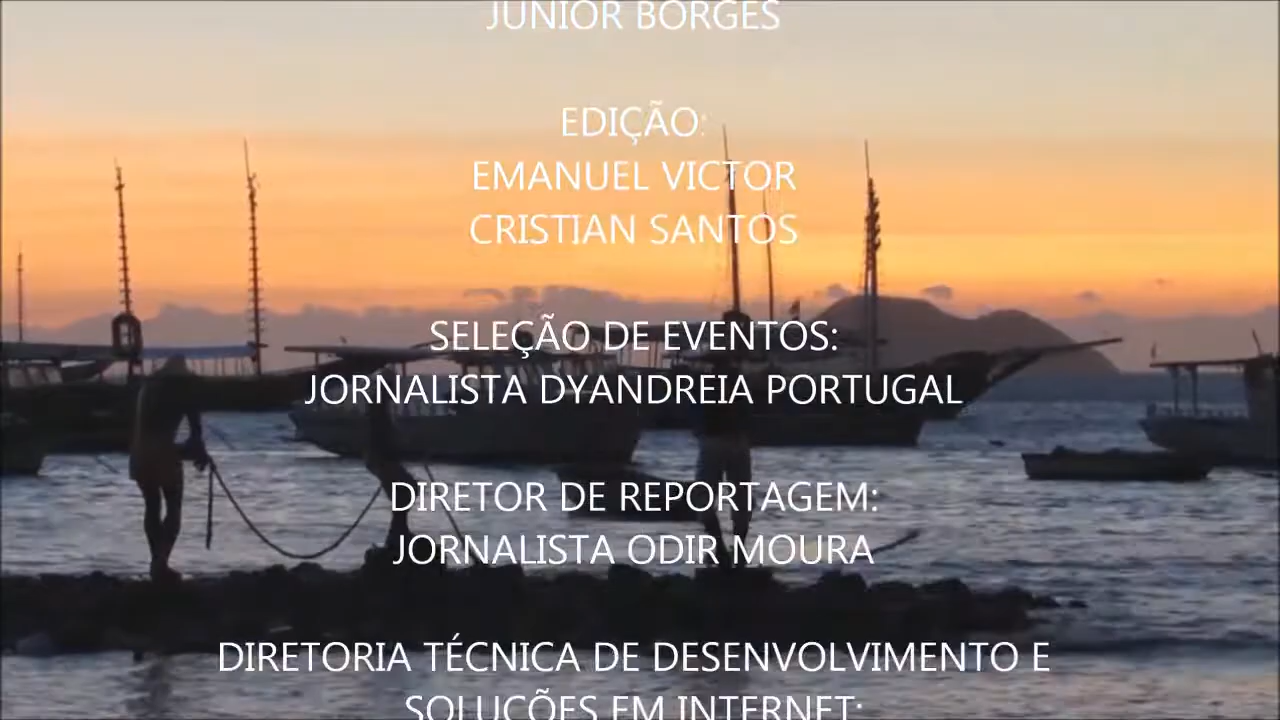 JUNIOR BORGES
EDIÇÃO:
EMANUEL VICTOR
CRISTIAN SANTOS
SELEÇÃO DE EVENTOS:
JORNALISTA DYANDREIA PORTUGAL
DIRETOR DE REPORTAGEM:
JORNALISTA ODIR MOURA
DIRETORIA TÉCNICA DE DESENVOLVIMENTO E
SOLUÇÕES EM INTERNET: